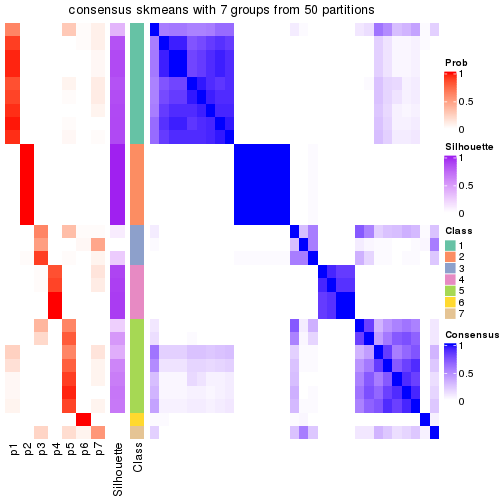 consensus skmeans with 7 groups from 50 partitions
Prob
1
0.5
0
Silhouette
1
0.5
0
Class
1
2
3
4
5
6
7
Consensus
1
0.5
0
p1
p2
p3
p4
p5
p6
p7
Silhouette
Class